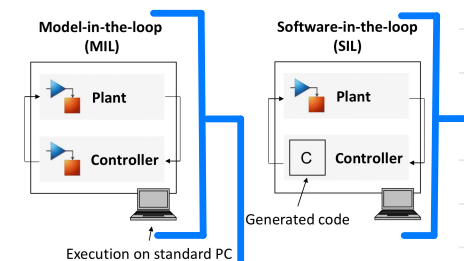 Model-in-the-loop
(MIL)
Plant
Controller
Execution on standard PC
Software-in-the-loop
(SIL)
Plant
C
Controller
Generated code